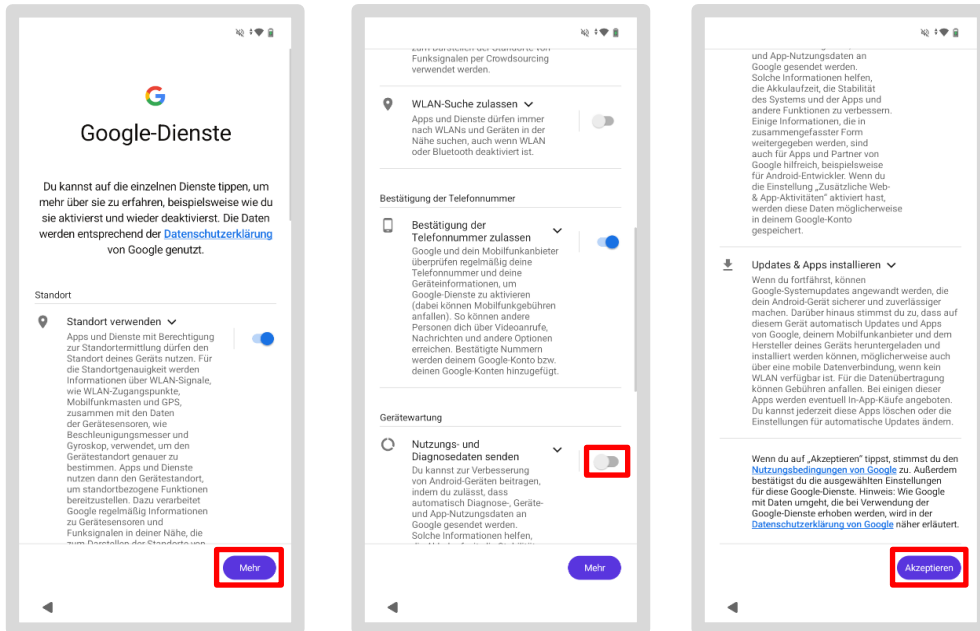 Google-Dienste
Du kannst auf die einzelnen Dienste tippen, um
mehr über sie zu erfahren, beispielsweise wie du
sie aktivierst und wieder deaktivierst. Die Daten
werden entsprechend der Datenschutzerklärung
von Google genutzt.
Standort
Standort verwenden
Apps und Dienste mit Berechtigung
zur Standortermittlung dürfen den
Standort deines Geräts nutzen. Für
die Standortgenauigkeit werden
Informationen über WLAN-Signale,
wie WLAN-Zugangspunkte,
Mobilfunkmasten und GPS,
zusammen mit den Daten
der Gerätesensoren, wie
Beschleunigungsmesser und
Gyroskop, verwendet, um den
Gerätestandort genauer zu
bestimmen. Apps und Dienste
nutzen dann den Gerätestandort,
um standortbezogene Funktionen
bereitzustellen. Dazu verarbeitet
Google regelmäßig Informationen
zu Gerätesensoren und
Funksignalen in deiner Nähe, die
zum Darstellen der Standorte von
Mehr
zum Darstellen der Standorte von
Funksignalen per Crowdsourcing
verwendet werden.
WLAN-Suche zulassen
Apps und Dienste dürfen immer
nach WLANs und Geräten in der
Nähe suchen, auch wenn WLAN
oder Bluetooth deaktiviert ist.
Bestätigung der Telefonnummer
Bestätigung der
Telefonnummer zulassen
Google und dein Mobilfunkanbieter
überprüfen regelmäßig deine
Telefonnummer und deine
Geräteinformationen, um
Google-Dienste zu aktivieren
(dabei können Mobilfunkgebühren
anfallen). So können andere
Personen dich über Videoanrufe,
Nachrichten und andere Optionen
erreichen. Bestätigte Nummern
werden deinem Google-Konto bzw.
deinen Google-Konten hinzugefügt.
Gerätewartung
Nutzungs- und
Diagnosedaten senden
Du kannst zur Verbesserung
von Android-Geräten beitragen,
indem du zulässt, dass
automatisch Diagnose-, Geräte-
und App-Nutzungsdaten an
Google gesendet werden.
Solche Informationen helfen,
die Akkulaufzeit, die Stabilität
Mehr
und App-Nutzungsdaten an
Google gesendet werden.
Solche Informationen helfen,
die Akkulaufzeit, die Stabilität
des Systems und der Apps und
andere Funktionen zu verbessern.
Einige Informationen, die in
zusammengefasster Form
weitergegeben werden, sind
auch für Apps und Partner von
Google hilfreich, beispielsweise
für Android-Entwickler. Wenn du
die Einstellung „Zusätzliche Web-
& App-Aktivitäten" aktiviert hast,
werden diese Daten möglicherweise
in deinem Google-Konto
gespeichert.
Updates & Apps installieren
Wenn du fortfährst, können
Google-Systemupdates angewandt werden, die
dein Android-Gerät sicherer und zuverlässiger
machen. Darüber hinaus stimmst du zu, dass auf
diesem Gerät automatisch Updates und Apps
von Google, deinem Mobilfunkanbieter und dem
Hersteller deines Geräts heruntergeladen und
installiert werden können, möglicherweise auch
über eine mobile Datenverbindung, wenn kein
WLAN verfügbar ist. Für die Datenübertragung
können Gebühren anfallen. Bei einigen dieser
Apps werden eventuell In-App-Käufe angeboten.
Du kannst jederzeit diese Apps löschen oder die
Einstellungen für automatische Updates ändern.
Wenn du auf „Akzeptieren" tippst, stimmst du den
Nutzungsbedingungen von Google zu. Außerdem
bestätigst du die ausgewählten Einstellungen
für diese Google-Dienste. Hinweis: Wie Google
mit Daten umgeht, die bei Verwendung der
Google-Dienste erhoben werden, wird in der
Datenschutzerklärung von Google näher erläutert.
Akzeptieren